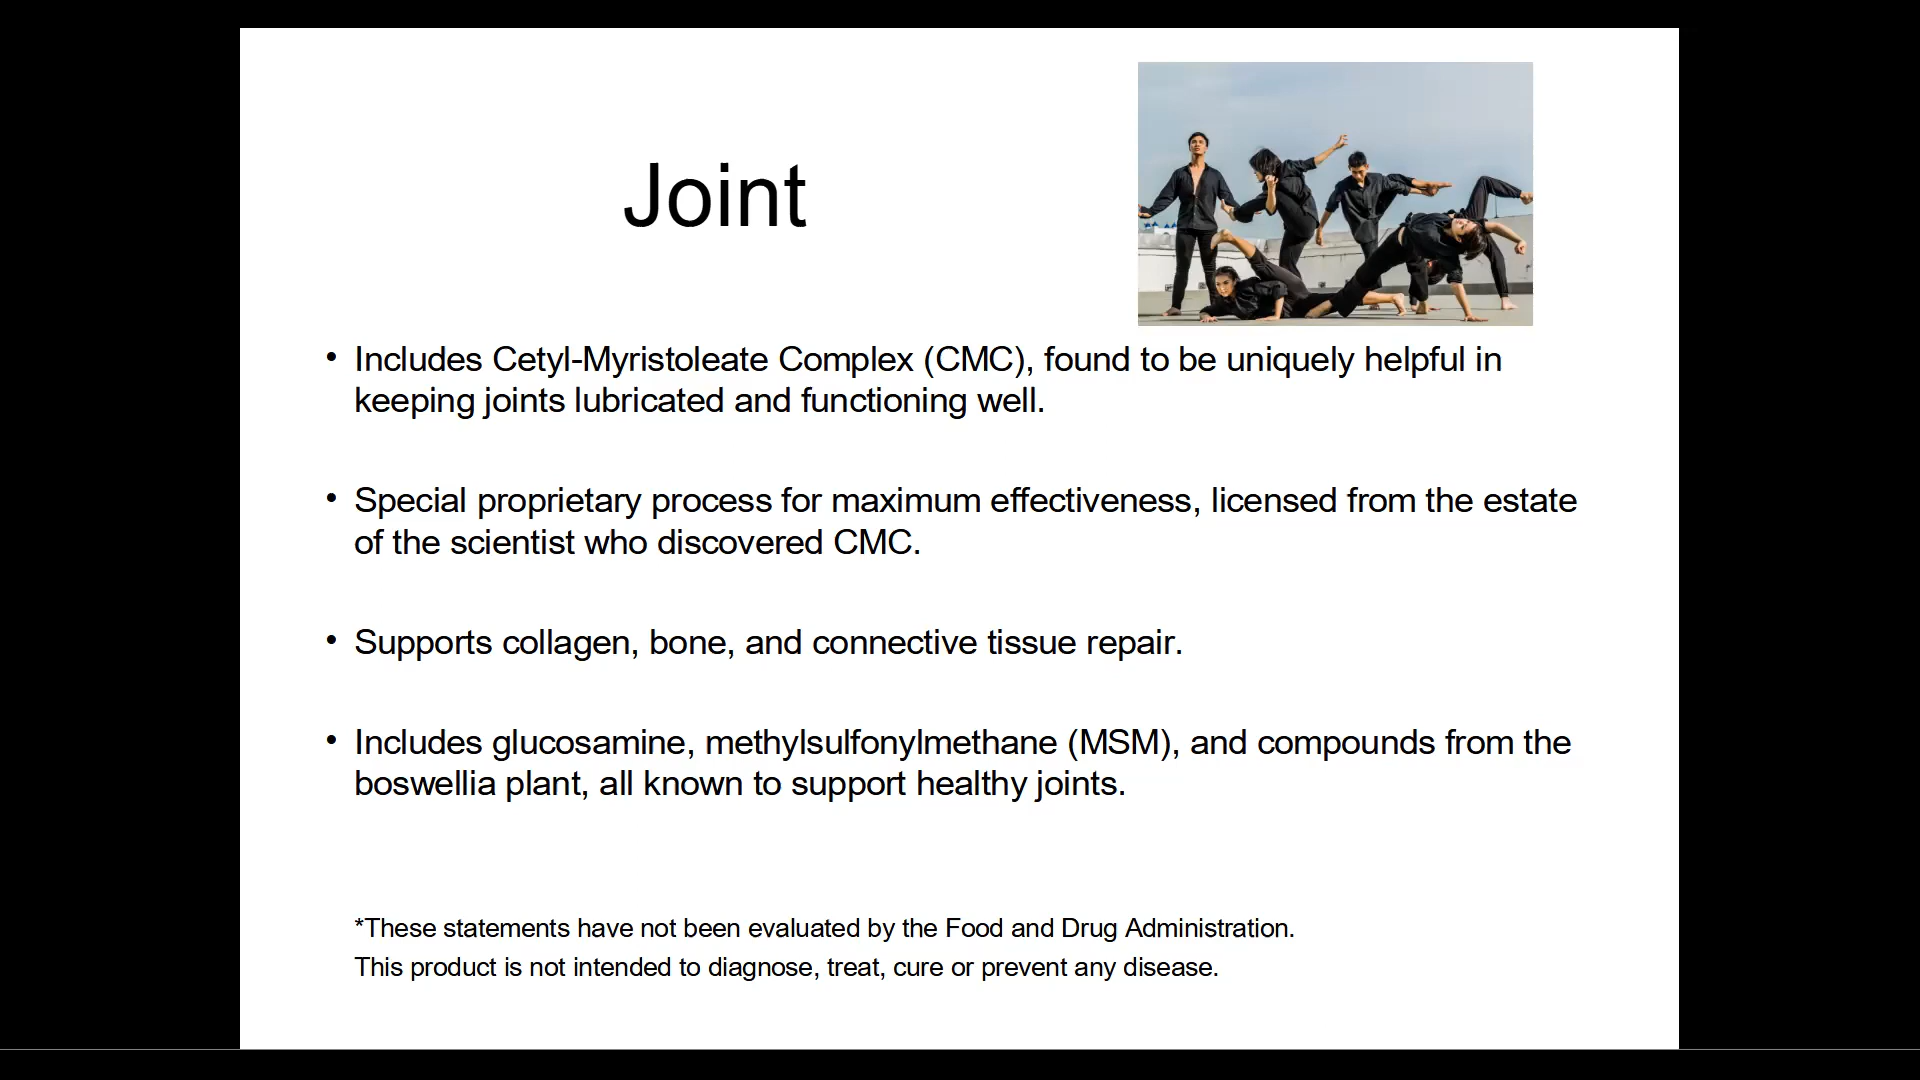 Joint
• Includes Cetyl-Myristoleate Complex (CMC), found to be uniquely helpful in
keeping joints lubricated and functioning well.
• Special proprietary process for maximum effectiveness, licensed from the estate
of the scientist who discovered CMC.
• Supports collagen, bone, and connective tissue repair.
• Includes glucosamine, methylsulfonylmethane (MSM), and compounds from the
boswellia plant, all known to support healthy joints.
*These statements have not been evaluated by the Food and Drug Administration.
This product is not intended to diagnose, treat, cure or prevent any disease.